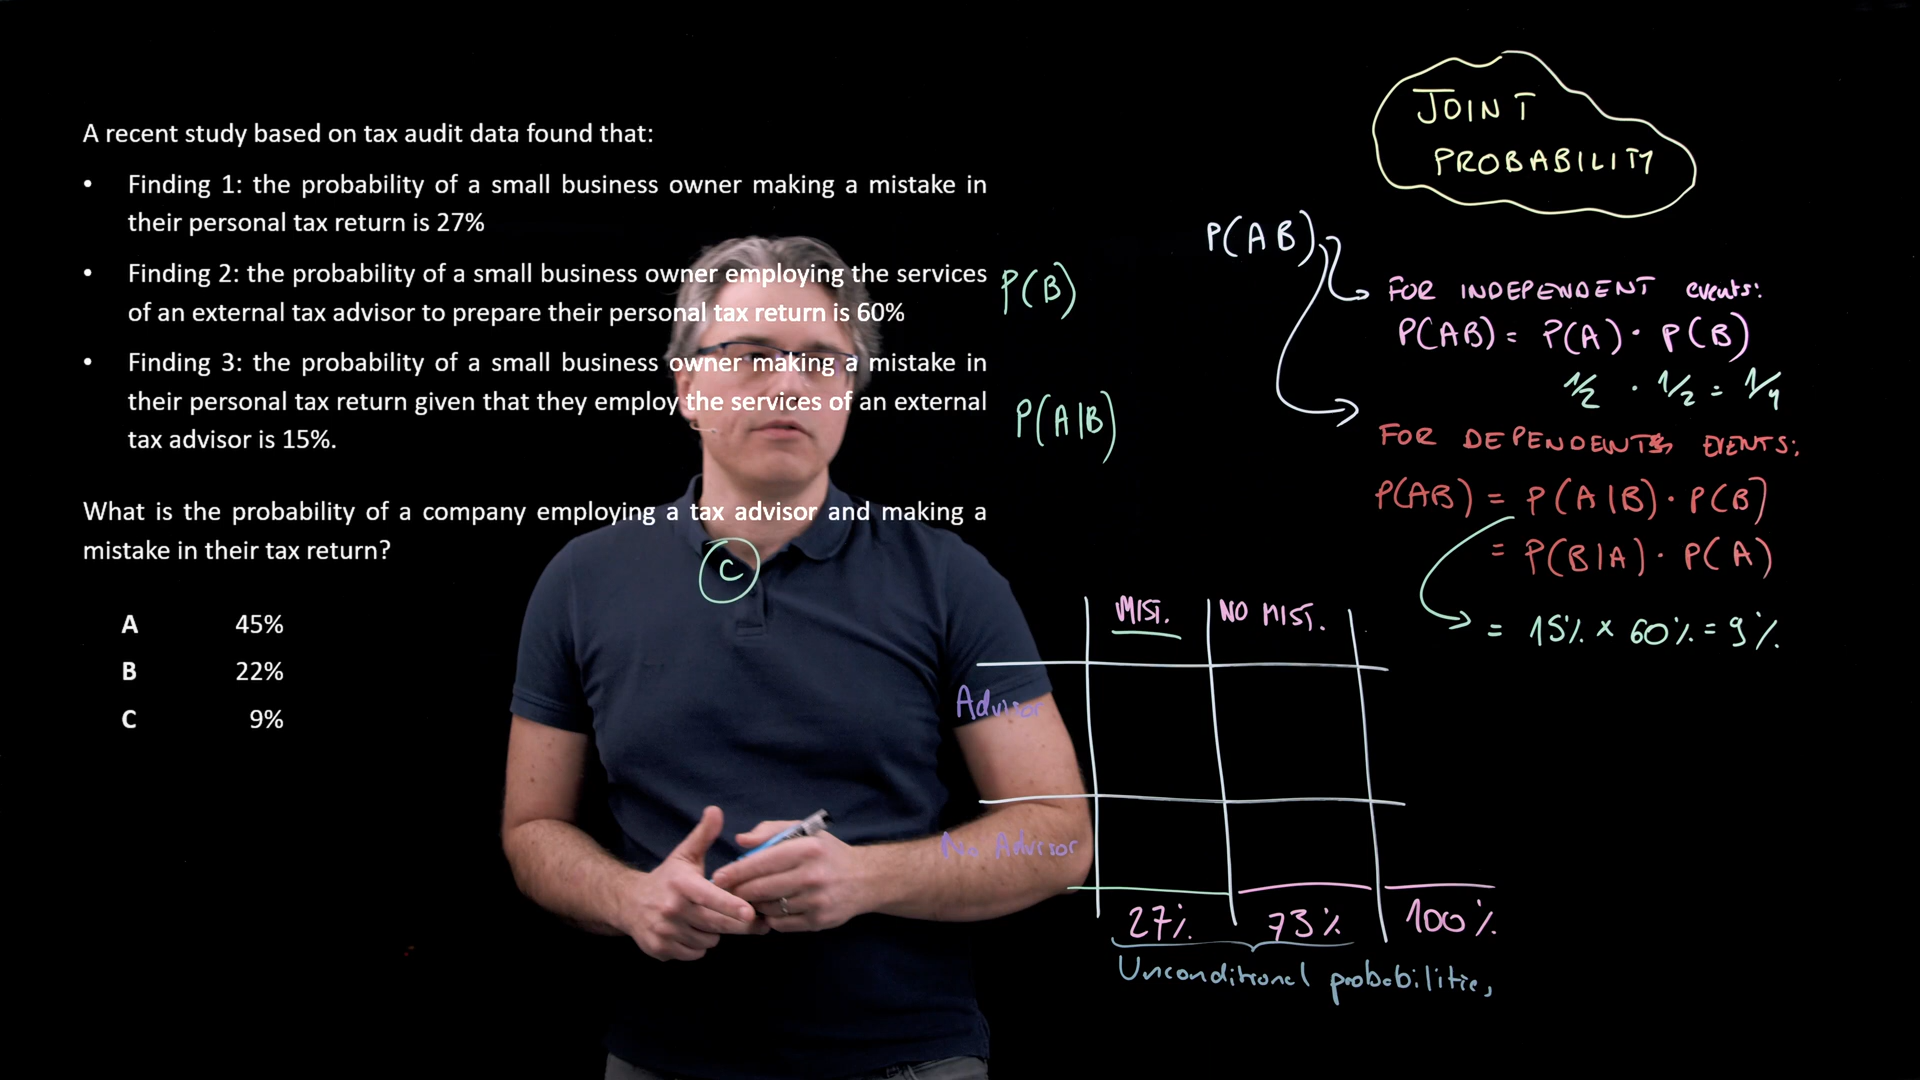 A recent study based on tax audit data found that:
• Finding 1: the probability of a small business owner making a mistake in
their personal tax return is 27%
• Finding 2: the probability of a small business owner employing the services
of an external tax advisor to prepare their personal tax return is 60%
• Finding 3: the probability of a small business owner making a mistake in
their personal tax return given that they employ the services of an external
tax advisor is 15%.
What is the probability of a company employing a tax advisor and making a
mistake in their tax return?
C
A 45%
B 22%
C 9%
P(B)
P(A|B)
JOINT
PROBABILITY
P(AB)
FOR INDEPENDENT events:
P(AB) = P(A) · P(B)
1/2 · 1/2 = 1/4
FOR DEPENDENT EVENTS:
P(AB) = P(A|B) · P(B)
= P(B|A) · P(A)
= 15% × 60% = 9%
MIST. NO MIST.
Advisor
No Advisor
27% 73% 100%
Unconditional probabilities